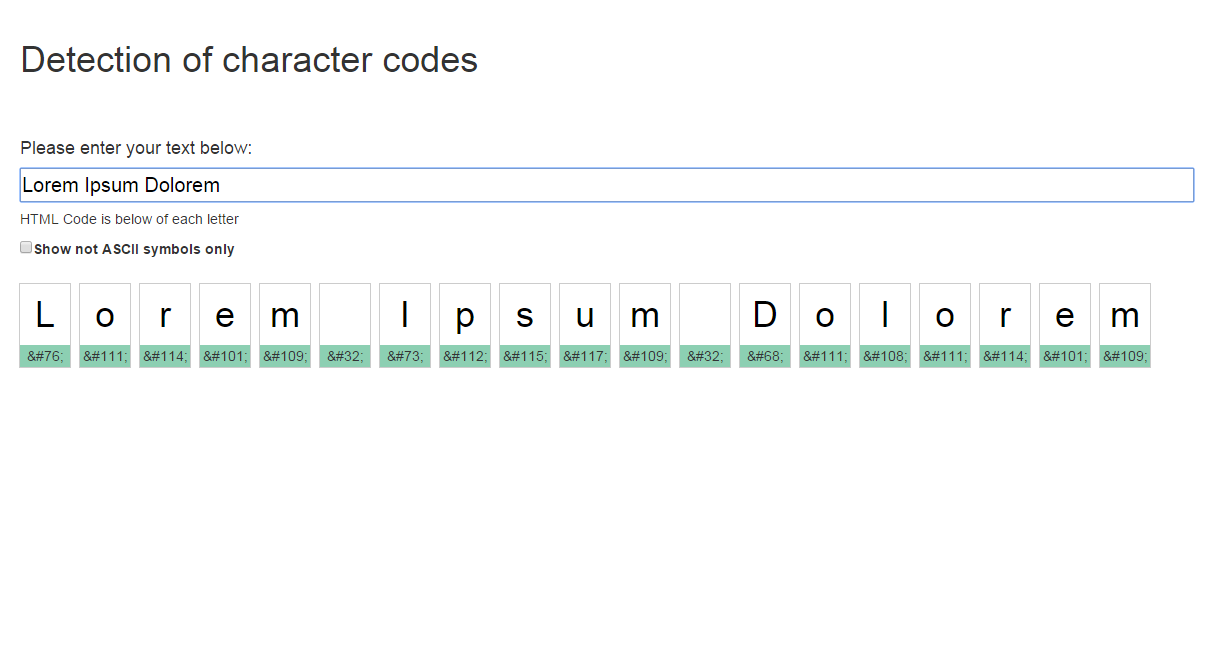 Detection of character codes
Please enter your text below:
Lorem Ipsum Dolorem
HTML Code is below of each letter
Show not ASCII symbols only
L o r e m I p s u m D o l o r e m
&#76; &#111; &#114; &#101; &#109; &#32; &#73; &#112; &#115; &#117; &#109; &#32; &#68; &#111; &#108; &#111; &#114; &#101; &#109;